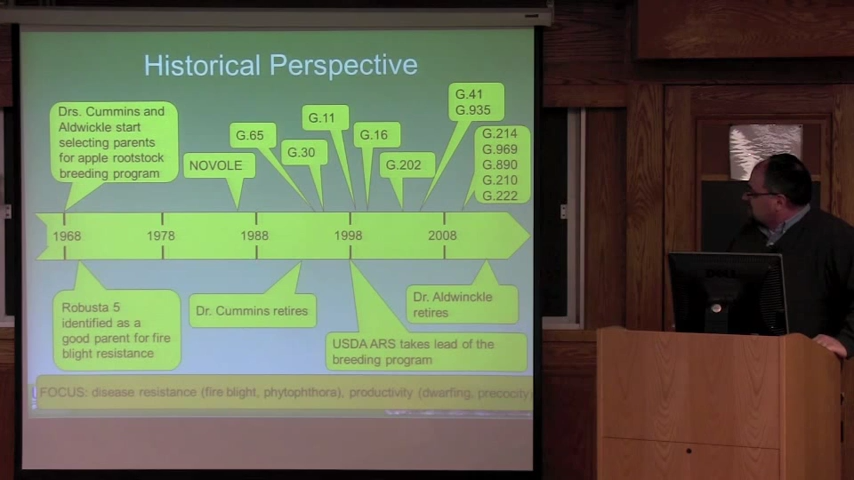 Historical Perspective
Drs. Cummins and
Aldwickle start
selecting parents
for apple rootstock
breeding program
NOVOLE
G.65
G.30
G.11
G.16
G.202
G.41
G.935
G.214
G.969
G.890
G.210
G.222
1968
1978
1988
1998
2008
Robusta 5
identified as a
good parent for fire
blight resistance
Dr. Cummins retires
USDA ARS takes lead of the
breeding program
Dr. Aldwinckle
retires
FOCUS: disease resistance (fire blight, phytophthora), productivity (dwarfing, precocity)
DELL